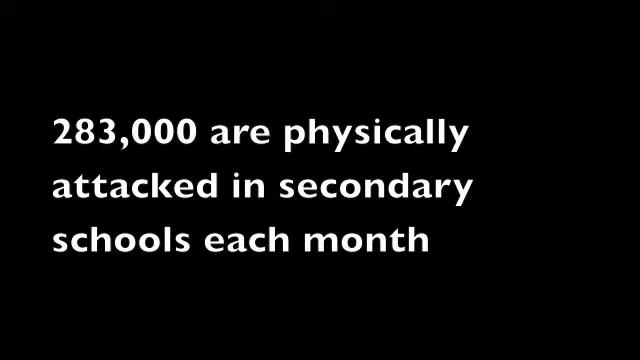 283,000 are physically
attacked in secondary
schools each month